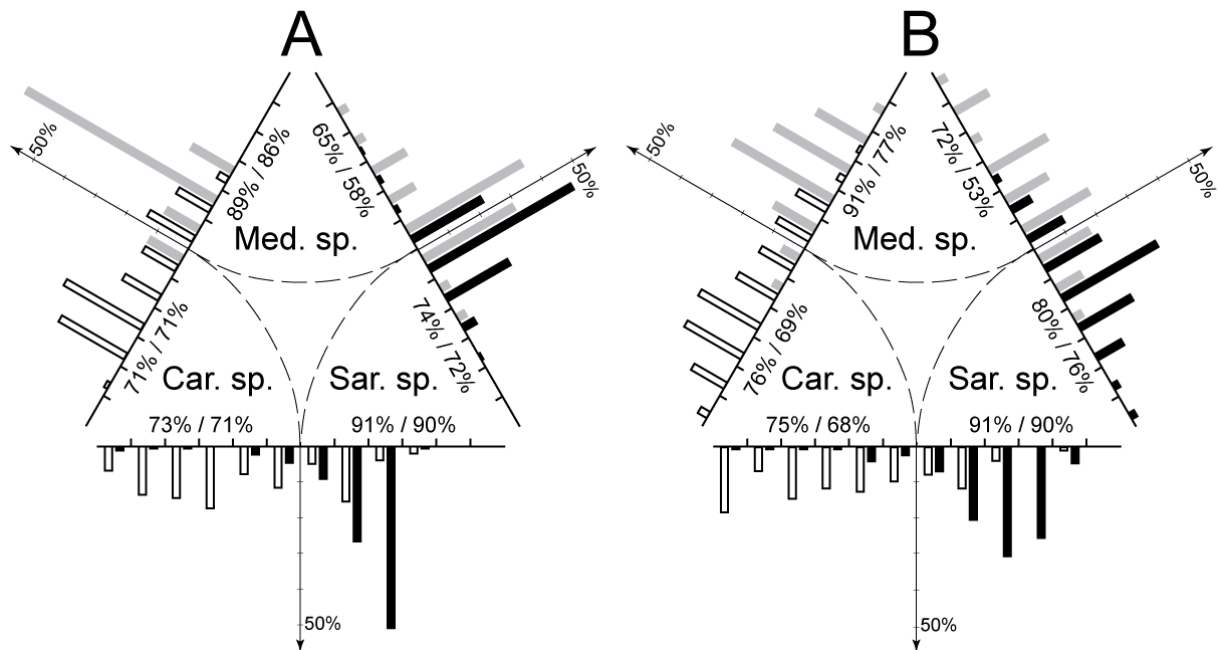 A
50%
89% / 86%
65% / 58%
50%
Med. sp.
71% / 71%
74% / 72%
Car. sp.
Sar. sp.
73% / 71%
91% / 90%
50%
B
50%
91% / 77%
72% / 53%
50%
Med. sp.
76% / 69%
80% / 76%
Car. sp.
Sar. sp.
75% / 68%
91% / 90%
50%